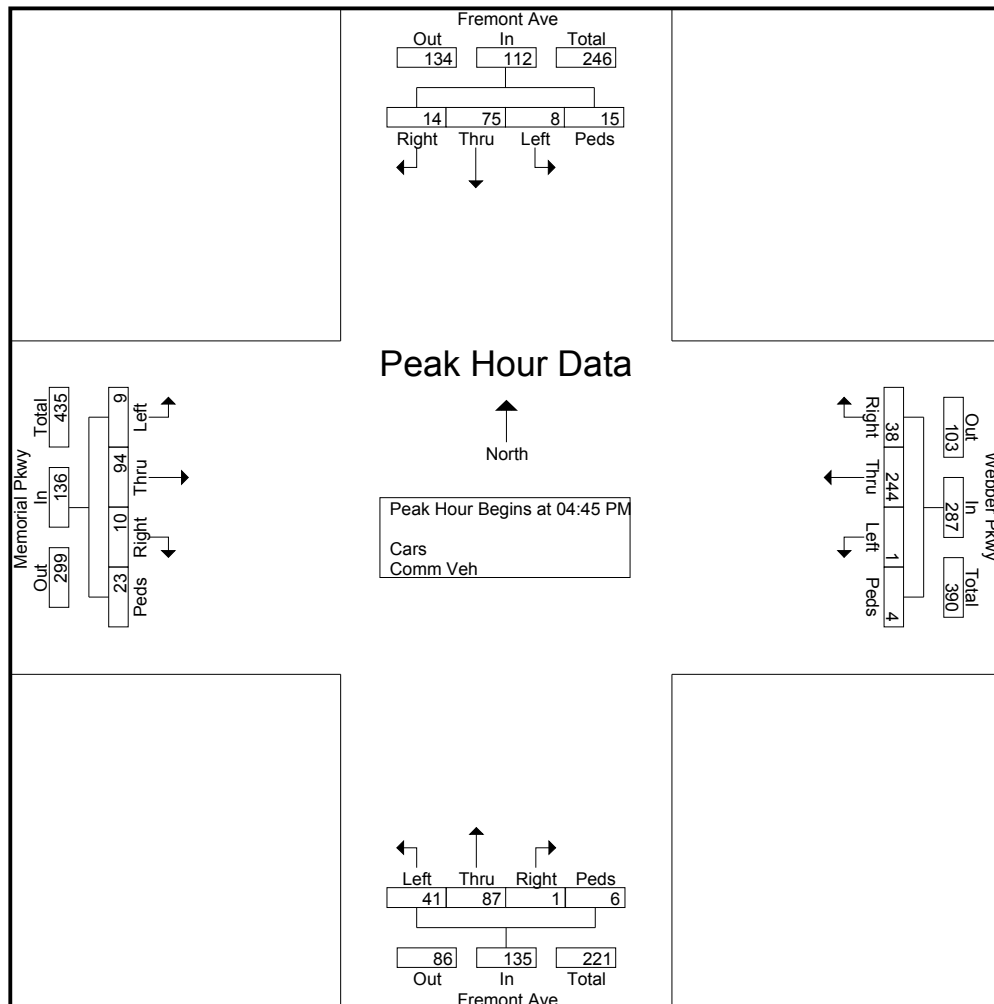 Fremont Ave
Out In Total
134 112 246
14 75 8 15
Right Thru Left Peds
Peak Hour Data
North
Peak Hour Begins at 04:45 PM
Cars
Comm Veh
Memorial Pkwy
Out In Total
299 136 435
23 10 94 9
Peds Right Thru Left
Webber Pkwy
Out In Total
103 287 390
38 244 1 4
Right Thru Left Peds
Left Thru Right Peds
41 87 1 6
86 135 221
Out In Total
Fremont Ave